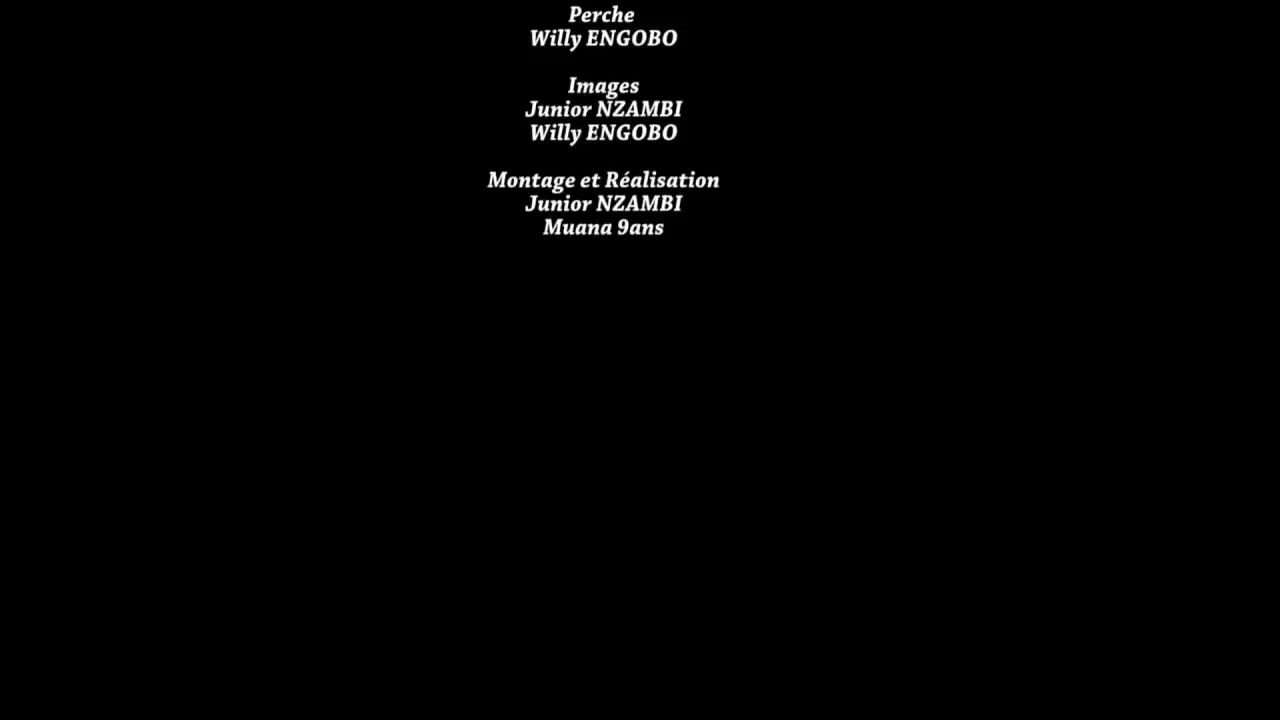 Perche
Willy ENGOBO
Images
Junior NZAMBI
Willy ENGOBO
Montage et Réalisation
Junior NZAMBI
Muana 9ans